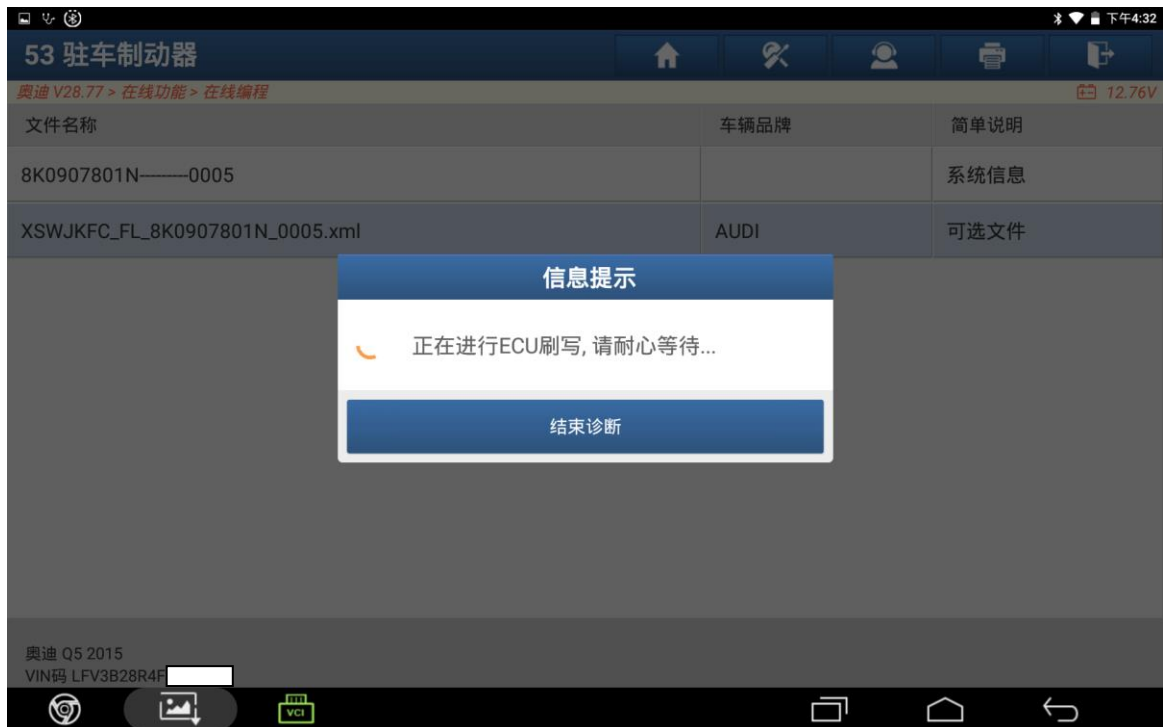 下午4:32
53 驻车制动器
奥迪 V28.77 > 在线功能 > 在线编程 12.76V
文件名称 车辆品牌 简单说明
8K0907801N---------0005 系统信息
XSWJKFC_FL_8K0907801N_0005.xml AUDI 可选文件
信息提示
正在进行ECU刷写, 请耐心等待...
结束诊断
奥迪 Q5 2015
VIN码 LFV3B28R4F
VCI